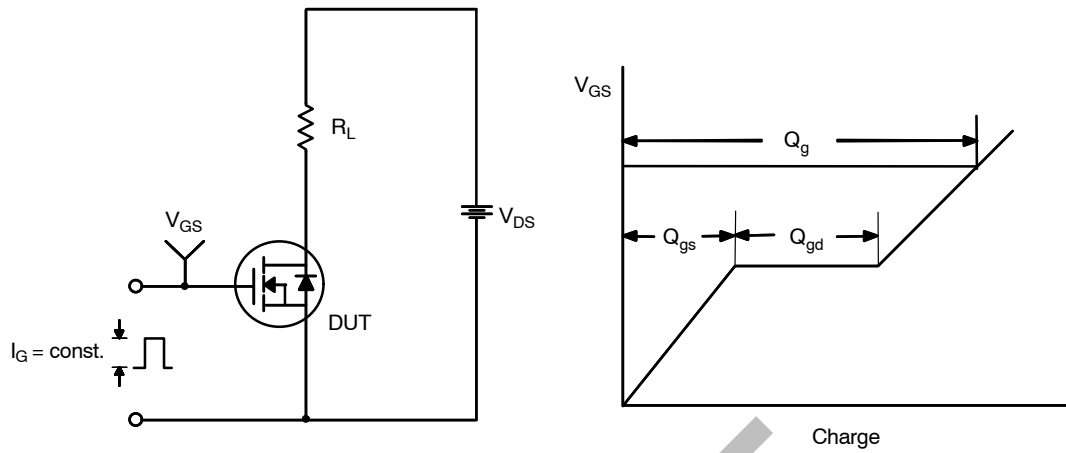 R_L
V_GS
V_DS
DUT
I_G = const.
V_GS
Q_g
Q_gs
Q_gd
Charge